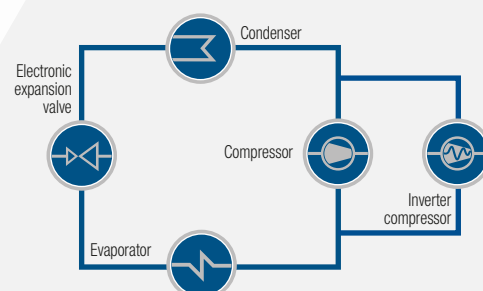 Condenser
Electronic
expansion
valve
Compressor
Inverter
compressor
Evaporator